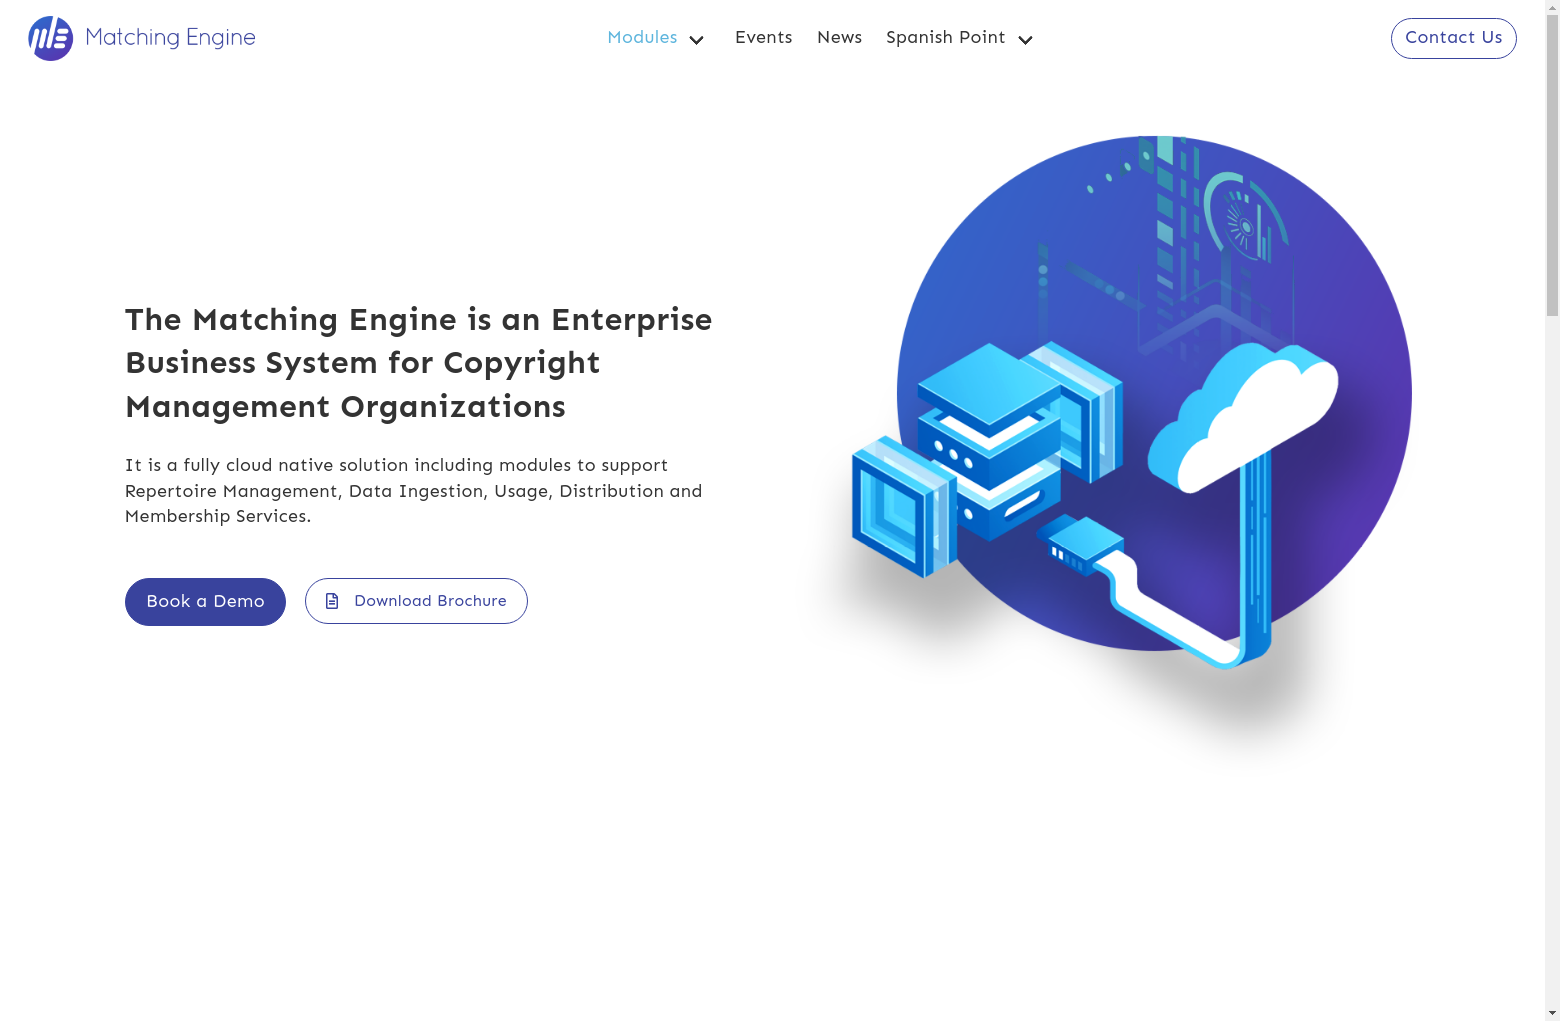 Matching Engine
Modules
Events
News
Spanish Point
Contact Us
The Matching Engine is an Enterprise
Business System for Copyright
Management Organizations
It is a fully cloud native solution including modules to support
Repertoire Management, Data Ingestion, Usage, Distribution and
Membership Services.
Book a Demo
Download Brochure